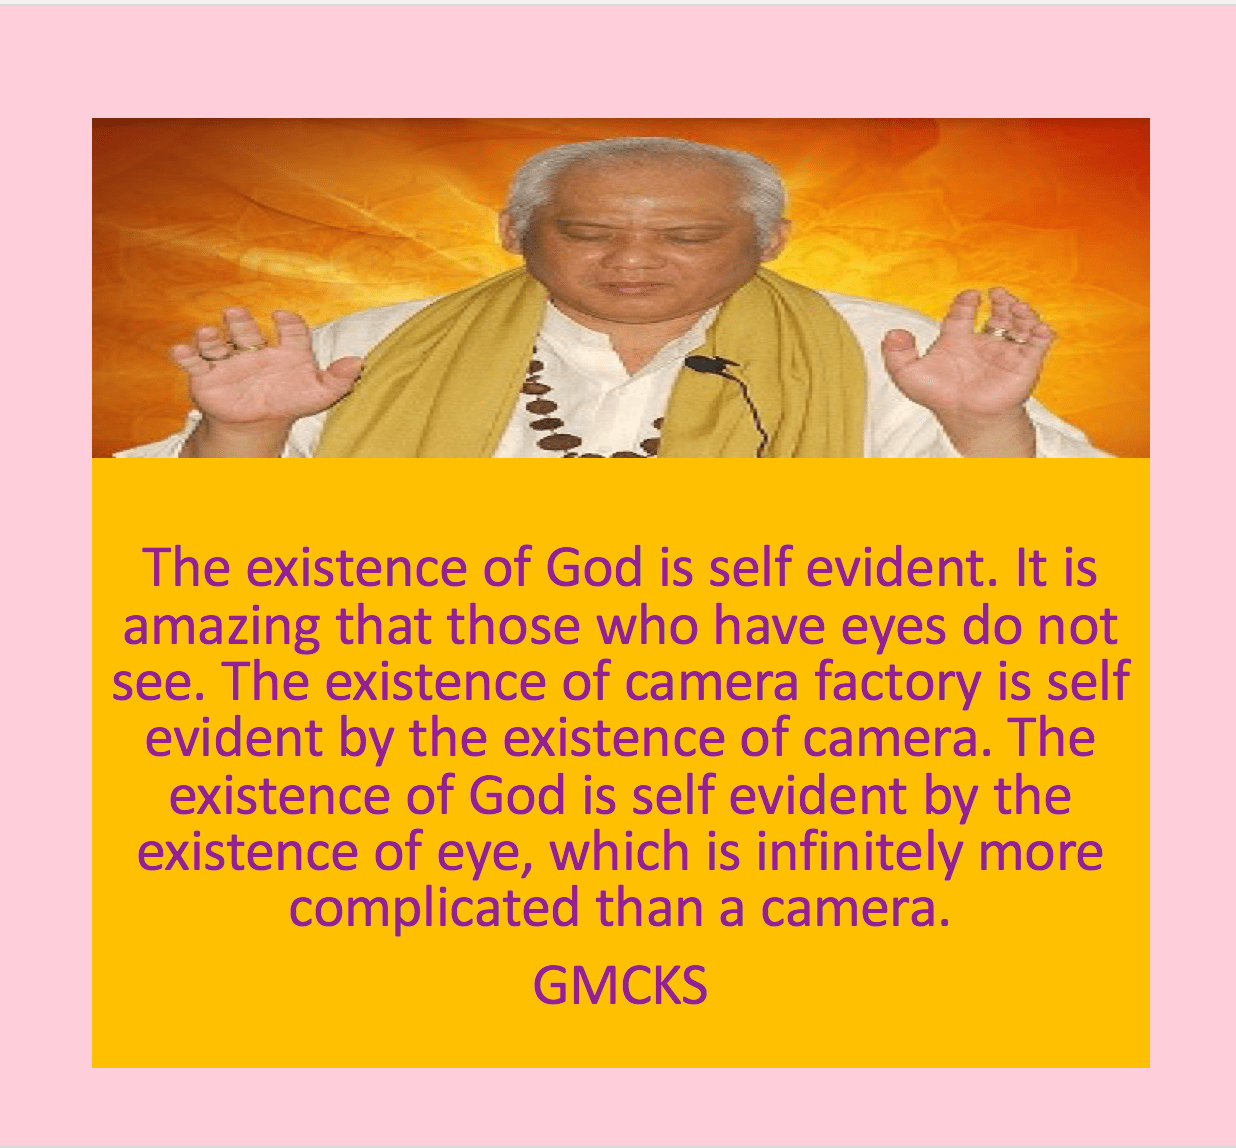 The existence of God is self evident. It is
amazing that those who have eyes do not
see. The existence of camera factory is self
evident by the existence of camera. The
existence of God is self evident by the
existence of eye, which is infinitely more
complicated than a camera.
GMCKS